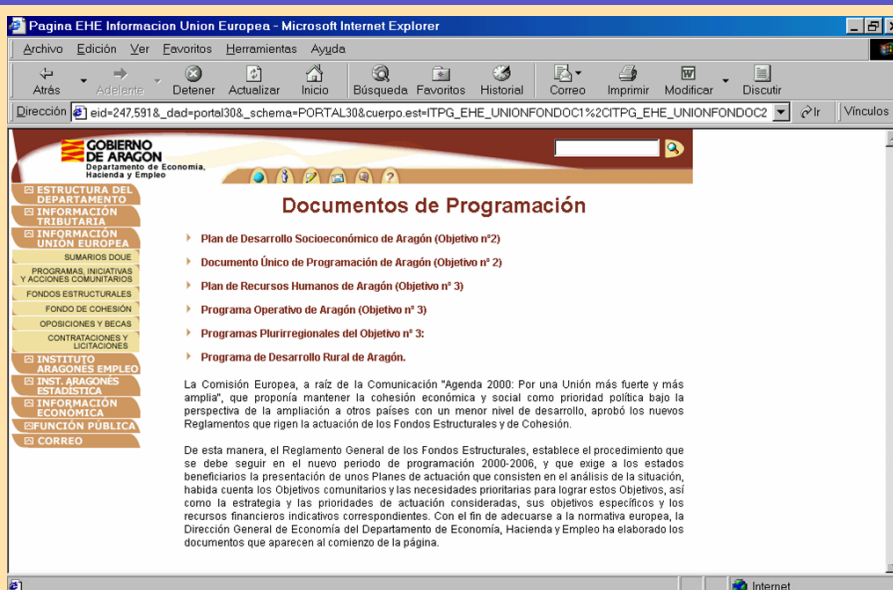 Pagina EHE Informacion Union Europea - Microsoft Internet Explorer
Archivo Edición Ver Favoritos Herramientas Ayuda
Atrás Adelante Detener Actualizar Inicio Búsqueda Favoritos Historial Correo Imprimir Modificar Discutir
Dirección eid=247,591&_dad=portal30&_schema=PORTAL30&cuerpo.est=ITPG_EHE_UNIONFONDOC1%2CITPG_EHE_UNIONFONDOC2 Ir Vínculos
GOBIERNO
DE ARAGON
Departamento de Economía,
Hacienda y Empleo
ESTRUCTURA DEL
DEPARTAMENTO
INFORMACIÓN
TRIBUTARIA
INFORMACIÓN
UNIÓN EUROPEA
SUMARIOS DOUE
PROGRAMAS, INICIATIVAS
Y ACCIONES COMUNITARIOS
FONDOS ESTRUCTURALES
FONDO DE COHESIÓN
OPOSICIONES Y BECAS
CONTRATACIONES Y
LICITACIONES
INSTITUTO
ARAGONÉS EMPLEO
INST. ARAGONÉS
ESTADÍSTICA
INFORMACIÓN
ECONÓMICA
FUNCIÓN PÚBLICA
CORREO
Documentos de Programación
Plan de Desarrollo Socioeconómico de Aragón (Objetivo nº2)
Documento Único de Programación de Aragón (Objetivo nº 2)
Plan de Recursos Humanos de Aragón (Objetivo nº 3)
Programa Operativo de Aragón (Objetivo nº 3)
Programas Plurirregionales del Objetivo nº 3:
Programa de Desarrollo Rural de Aragón.
La Comisión Europea, a raíz de la Comunicación "Agenda 2000: Por una Unión más fuerte y más
amplia", que proponía mantener la cohesión económica y social como prioridad política bajo la
perspectiva de la ampliación a otros países con un menor nivel de desarrollo, aprobó los nuevos
Reglamentos que rigen la actuación de los Fondos Estructurales y de Cohesión.
De esta manera, el Reglamento General de los Fondos Estructurales, establece el procedimiento que
se debe seguir en el nuevo periodo de programación 2000-2006, y que exige a los estados
beneficiarios la presentación de unos Planes de actuación que consisten en el análisis de la situación,
habida cuenta los Objetivos comunitarios y las necesidades prioritarias para lograr estos Objetivos, así
como la estrategia y las prioridades de actuación consideradas, sus objetivos específicos y los
recursos financieros indicativos correspondientes. Con el fin de adecuarse a la normativa europea, la
Dirección General de Economía del Departamento de Economía, Hacienda y Empleo ha elaborado los
documentos que aparecen al comienzo de la página.
Internet